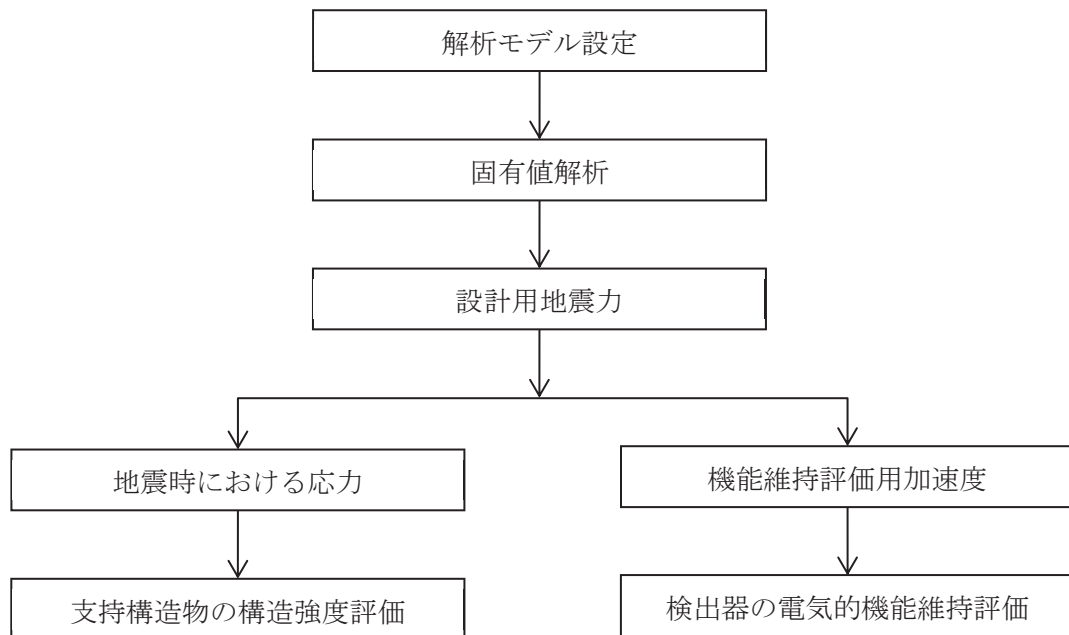 解析モデル設定
固有値解析
設計用地震力
地震時における応力
機能維持評価用加速度
支持構造物の構造強度評価
検出器の電気的機能維持評価